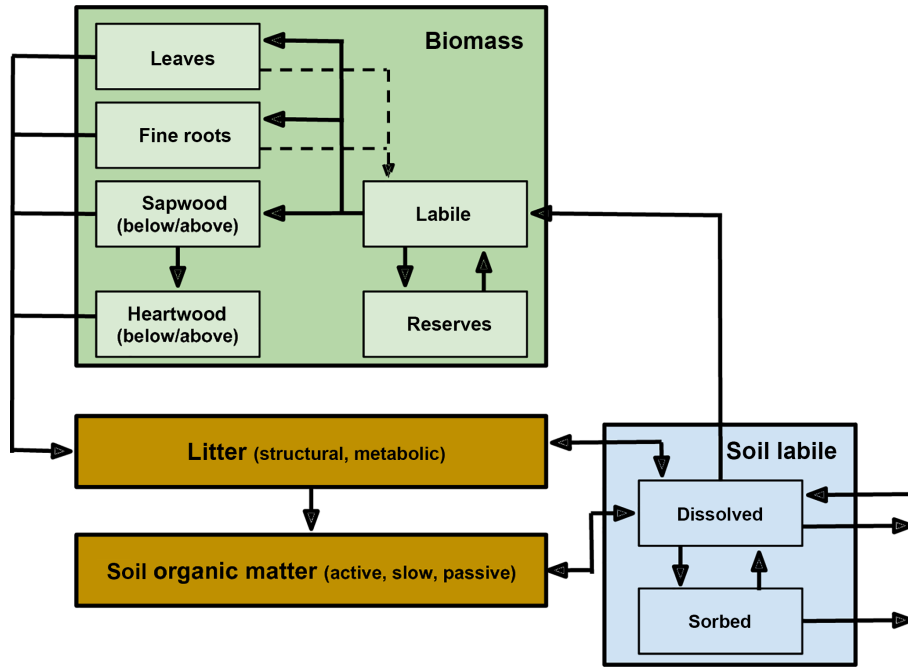 Biomass
Leaves
Fine roots
Sapwood
(below/above)
Labile
Heartwood
(below/above)
Reserves
Litter (structural, metabolic)
Soil labile
Dissolved
Soil organic matter (active, slow, passive)
Sorbed